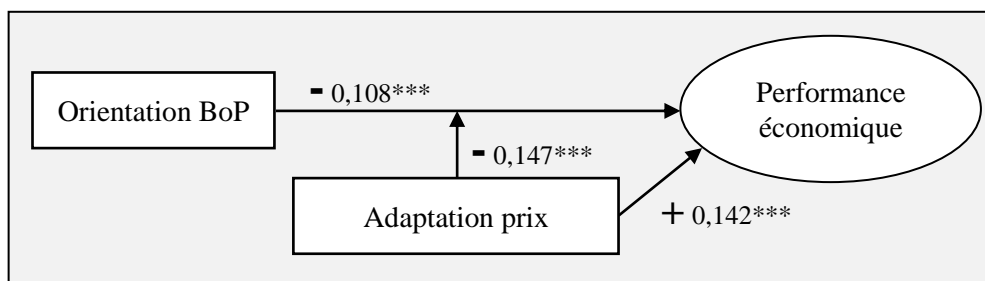 - 0,108***
Orientation BoP
Performance
économique
- 0,147***
Adaptation prix
+ 0,142***